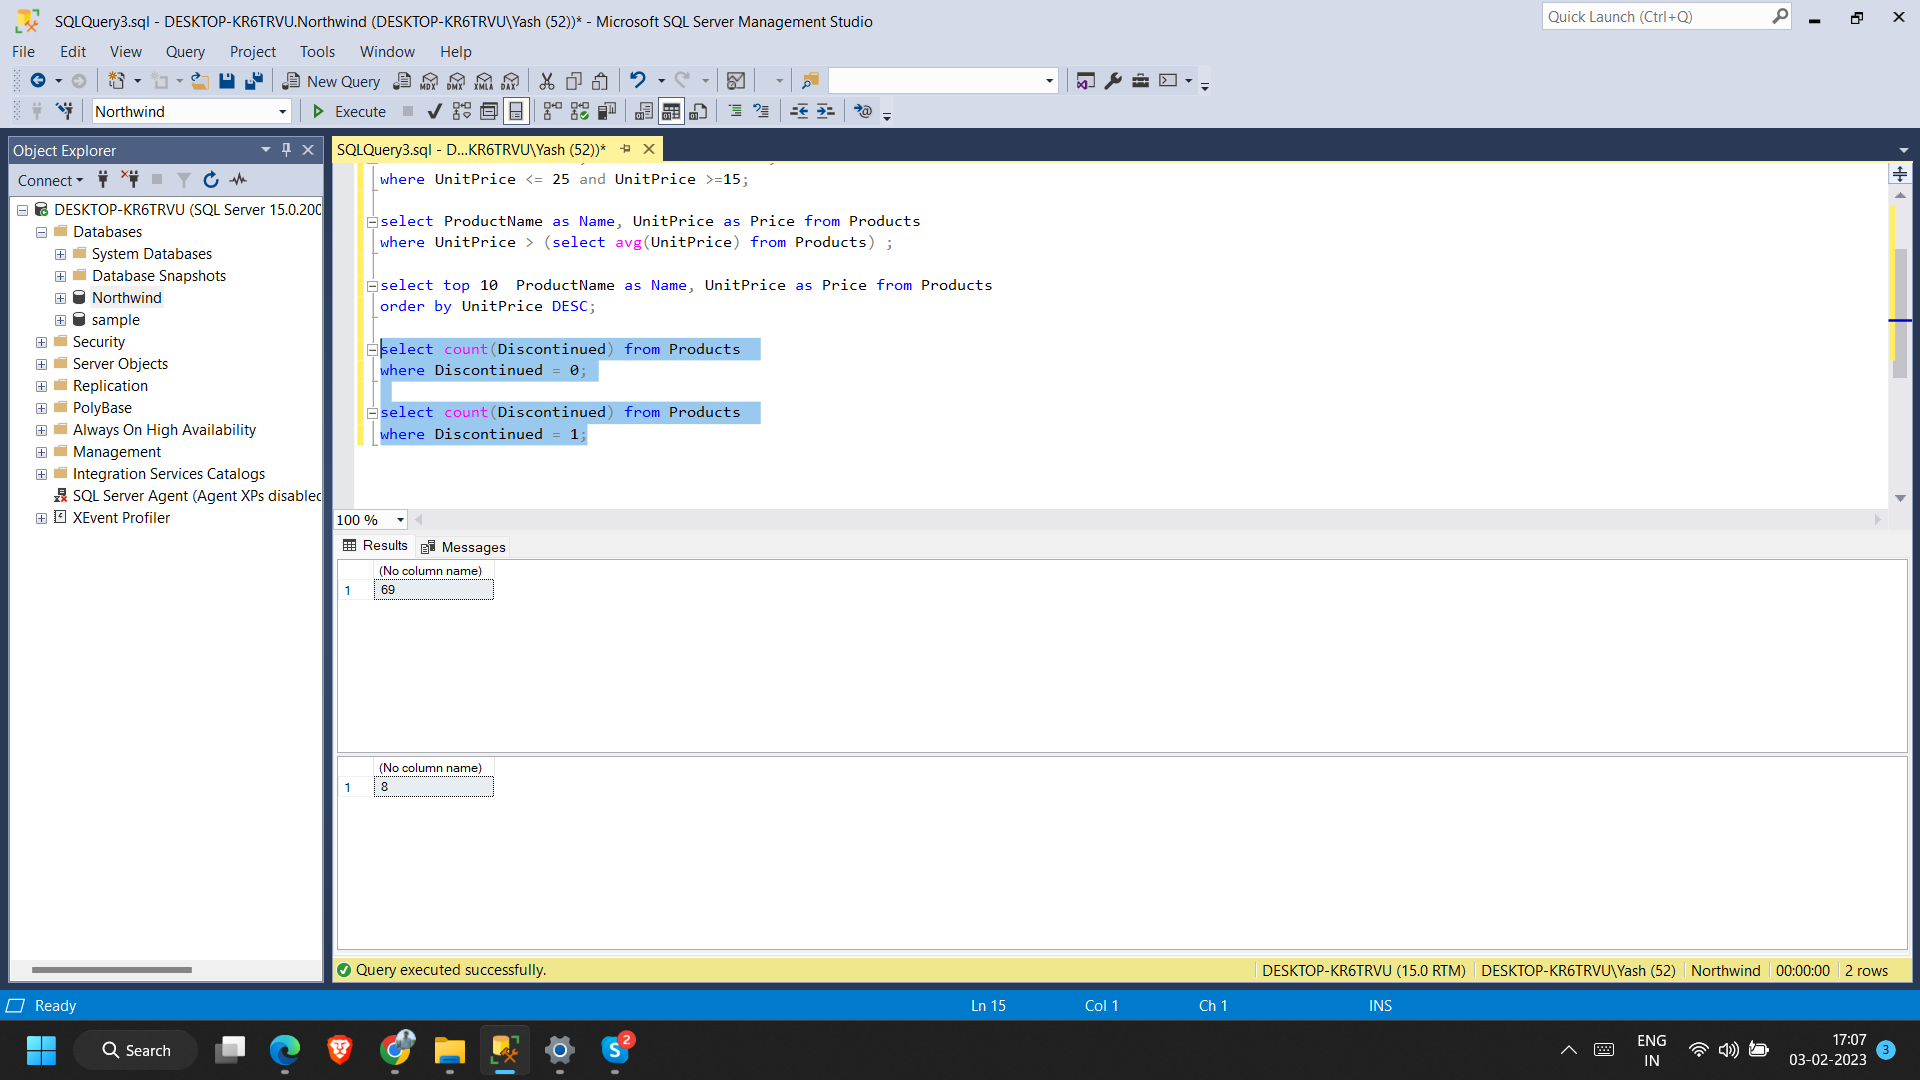 SQLQuery3.sql - DESKTOP-KR6TRVU.Northwind (DESKTOP-KR6TRVU\Yash (52))* - Microsoft SQL Server Management Studio
Quick Launch (Ctrl+Q)
File Edit View Query Project Tools Window Help
New Query
MDX DMX XMLA DAX
Northwind
Execute
Object Explorer
SQLQuery3.sql - D...KR6TRVU\Yash (52))*
Connect
DESKTOP-KR6TRVU (SQL Server 15.0.200
Databases
System Databases
Database Snapshots
Northwind
sample
Security
Server Objects
Replication
PolyBase
Always On High Availability
Management
Integration Services Catalogs
SQL Server Agent (Agent XPs disabled
XEvent Profiler
where UnitPrice <= 25 and UnitPrice >=15;
select ProductName as Name, UnitPrice as Price from Products
where UnitPrice > (select avg(UnitPrice) from Products) ;
select top 10  ProductName as Name, UnitPrice as Price from Products
order by UnitPrice DESC;
select count(Discontinued) from Products
where Discontinued = 0;
select count(Discontinued) from Products
where Discontinued = 1;
100 %
Results Messages
(No column name)
1 69
(No column name)
1 8
Query executed successfully.
DESKTOP-KR6TRVU (15.0 RTM) DESKTOP-KR6TRVU\Yash (52) Northwind 00:00:00 2 rows
Ready
Ln 15 Col 1 Ch 1 INS
Search
2
ENG
IN
17:07
03-02-2023
3